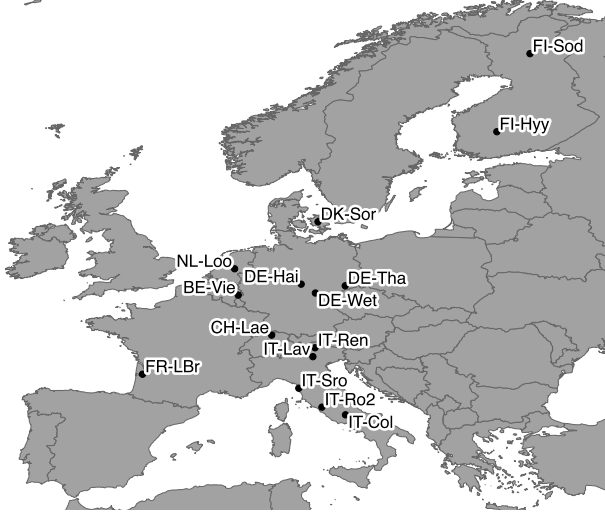 FI-Sod
FI-Hyy
DK-Sor
NL-Loo
DE-Hai
DE-Tha
BE-Vie
DE-Wet
CH-Lae
IT-Ren
IT-Lav
FR-LBr
IT-Sro
IT-Ro2
IT-Col